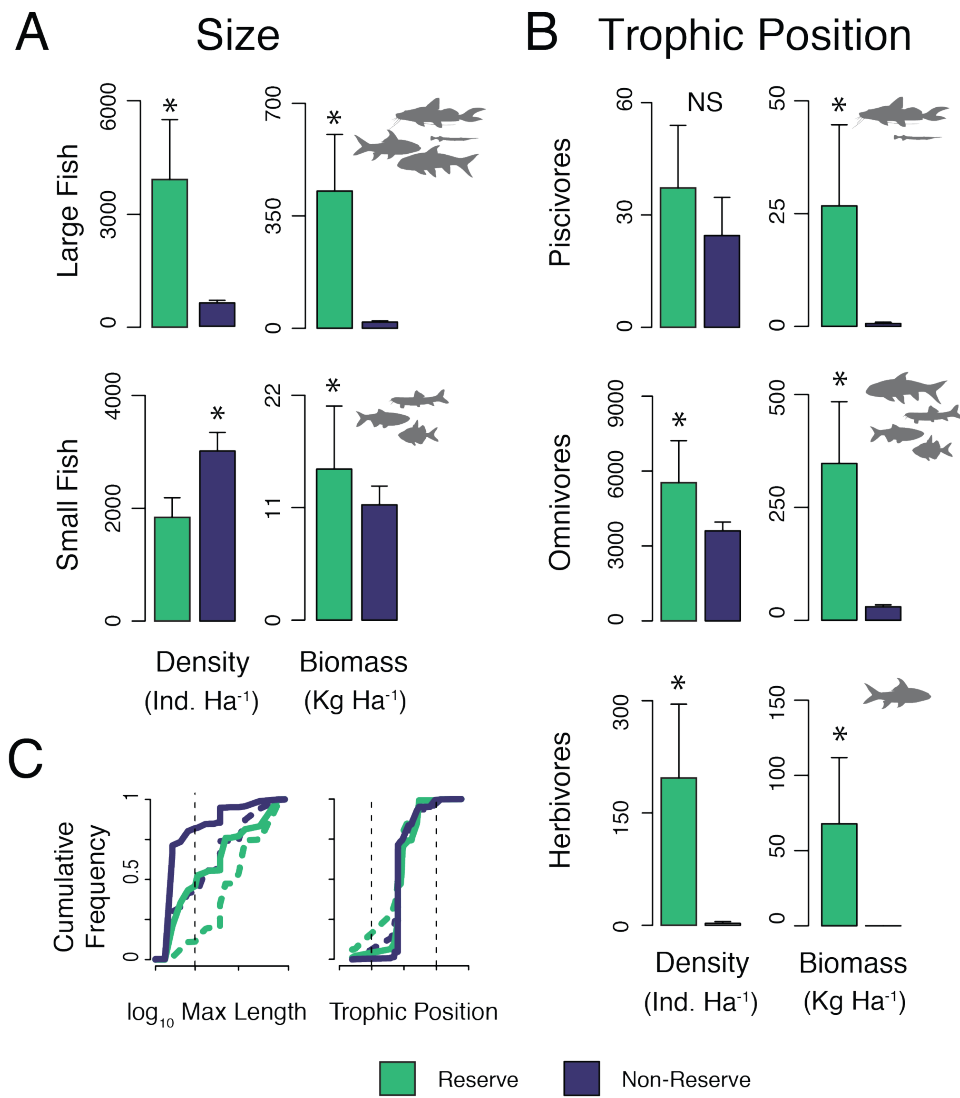 A
Size
Large Fish
6000
3000
0
*
700
350
0
*
Small Fish
4000
2000
0
*
22
11
0
*
Density
(Ind. Ha⁻¹)
Biomass
(Kg Ha⁻¹)
B
Trophic Position
Piscivores
60
30
0
NS
50
25
0
*
Omnivores
9000
6000
3000
0
*
500
250
0
*
Herbivores
300
150
0
*
150
100
50
0
*
Density
(Ind. Ha⁻¹)
Biomass
(Kg Ha⁻¹)
C
Cumulative
Frequency
1
0.5
0
log₁₀ Max Length
Trophic Position
Reserve
Non-Reserve